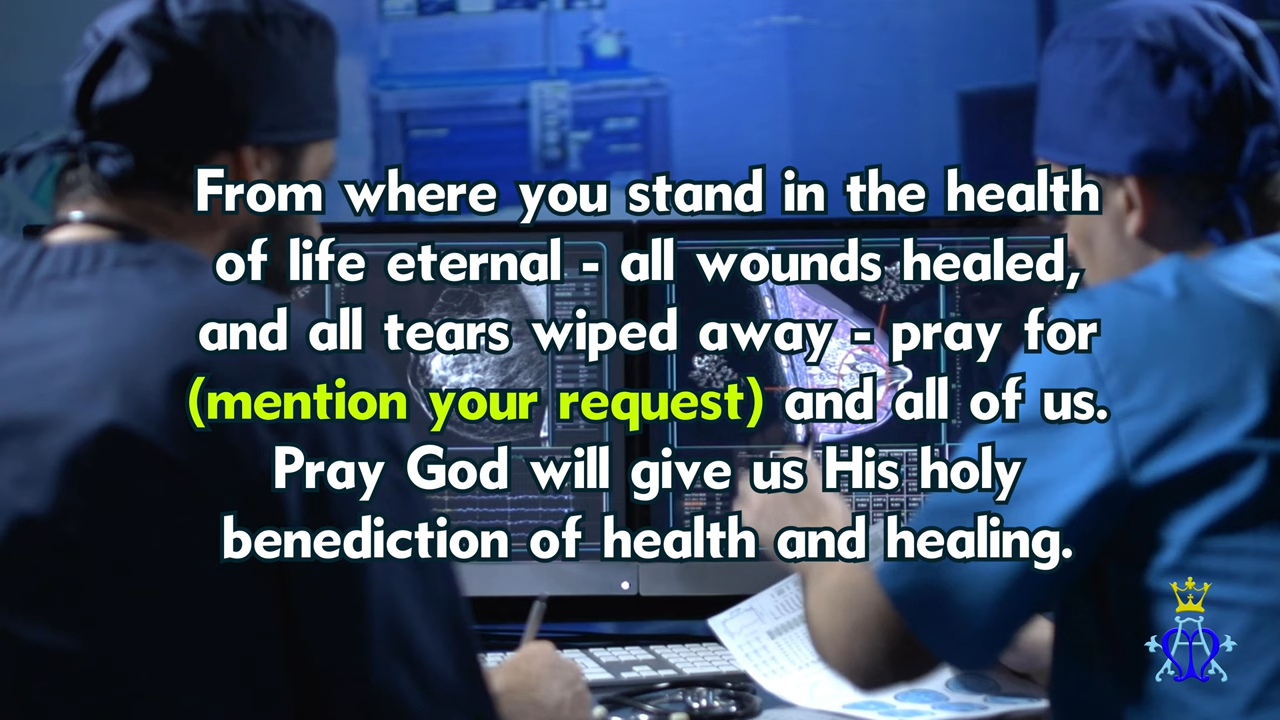 From where you stand in the health
of life eternal - all wounds healed,
and all tears wiped away - pray for
(mention your request) and all of us.
Pray God will give us His holy
benediction of health and healing.